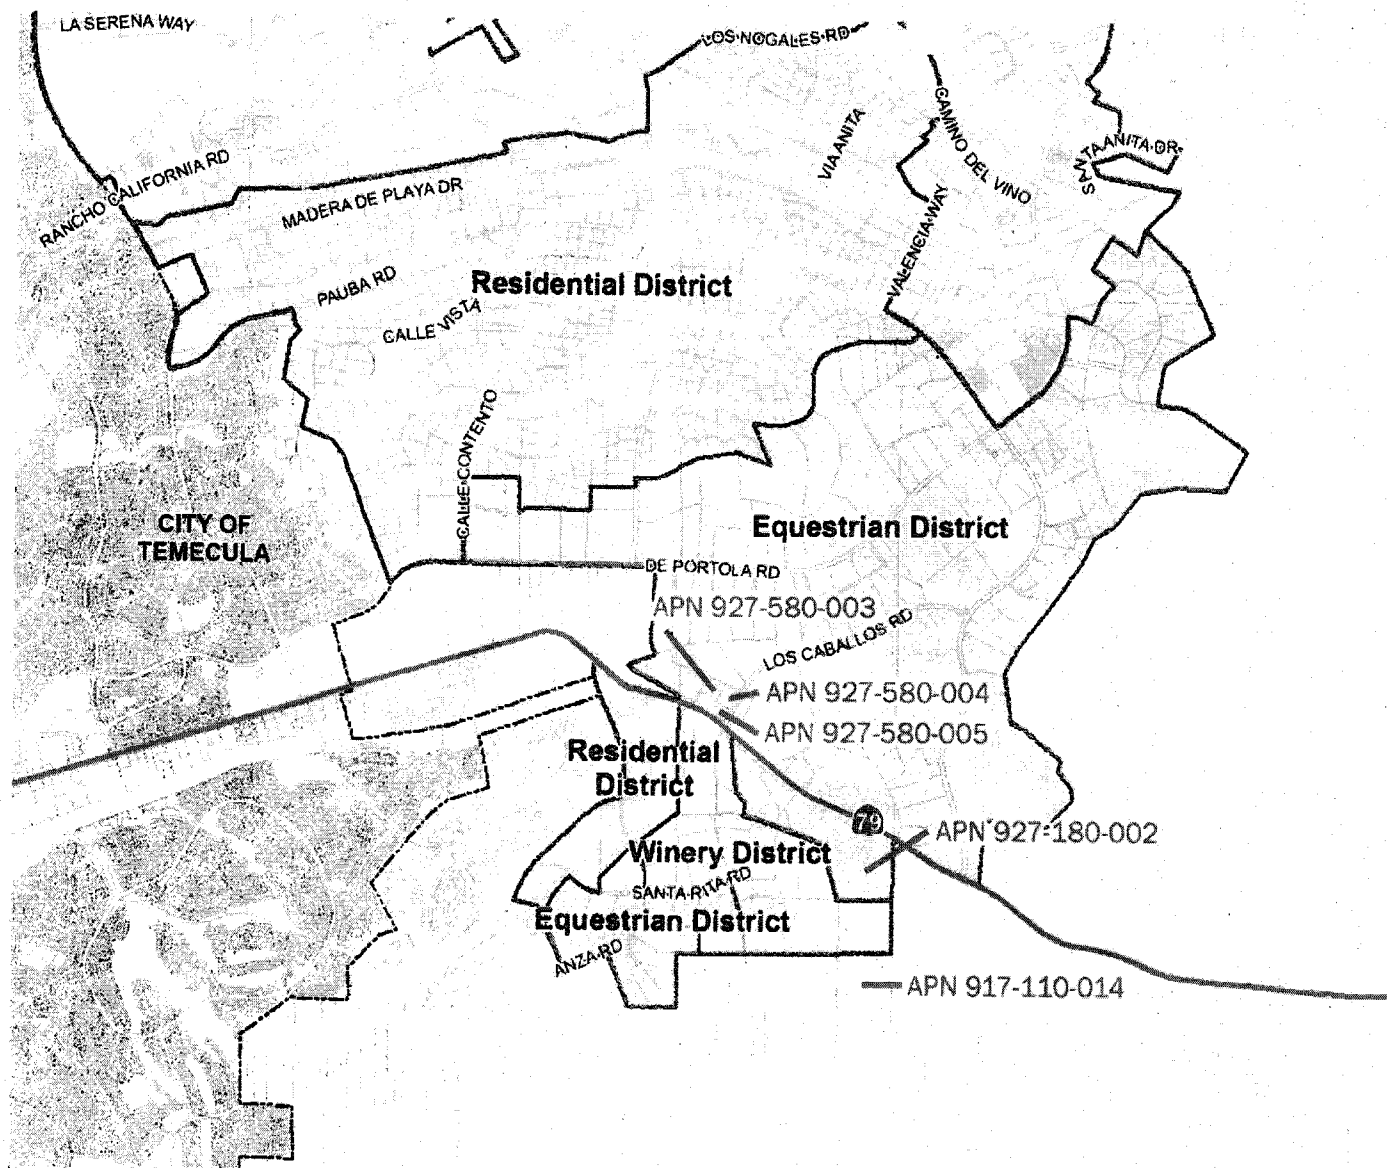 LA SERENA WAY
LOS NOGALES RD
CAMINO DEL VINO
VIA ANITA
SANTA ANITA DR
RANCHO CALIFORNIA RD
MADERA DE PLAYA DR
VALENCIA WAY
PAUBA RD
Residential District
CALLE VISTA
CALLE CONTENTO
CITY OF
TEMECULA
Equestrian District
DE PORTOLA RD
APN 927-580-003
LOS CABALLOS RD
APN 927-580-004
APN 927-580-005
Residential
District
79
APN 927-180-002
Winery District
SANTA RITA RD
Equestrian District
ANZA RD
APN 917-110-014